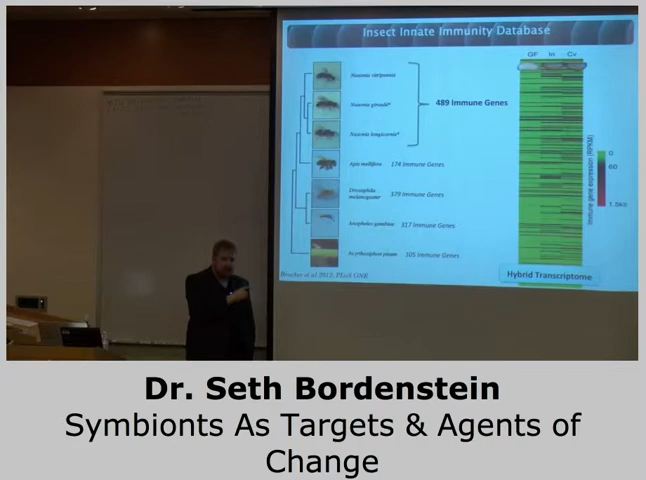 Insect Innate Immunity Database
GF In Cv
Nasonia vitripennis
Nasonia giraulti*
489 Immune Genes
Nasonia longicornis*
Apis mellifera 174 Immune Genes
Drosophila
melanogaster 379 Immune Genes
Anopheles gambiae 317 Immune Genes
Acyrthosiphon pisum 105 Immune Genes
Immune gene expression (RPKM)
0
60
Brucker et al 2012, PLoS ONE
Hybrid Transcriptome
Dr. Seth Bordenstein
Symbionts As Targets & Agents of
Change